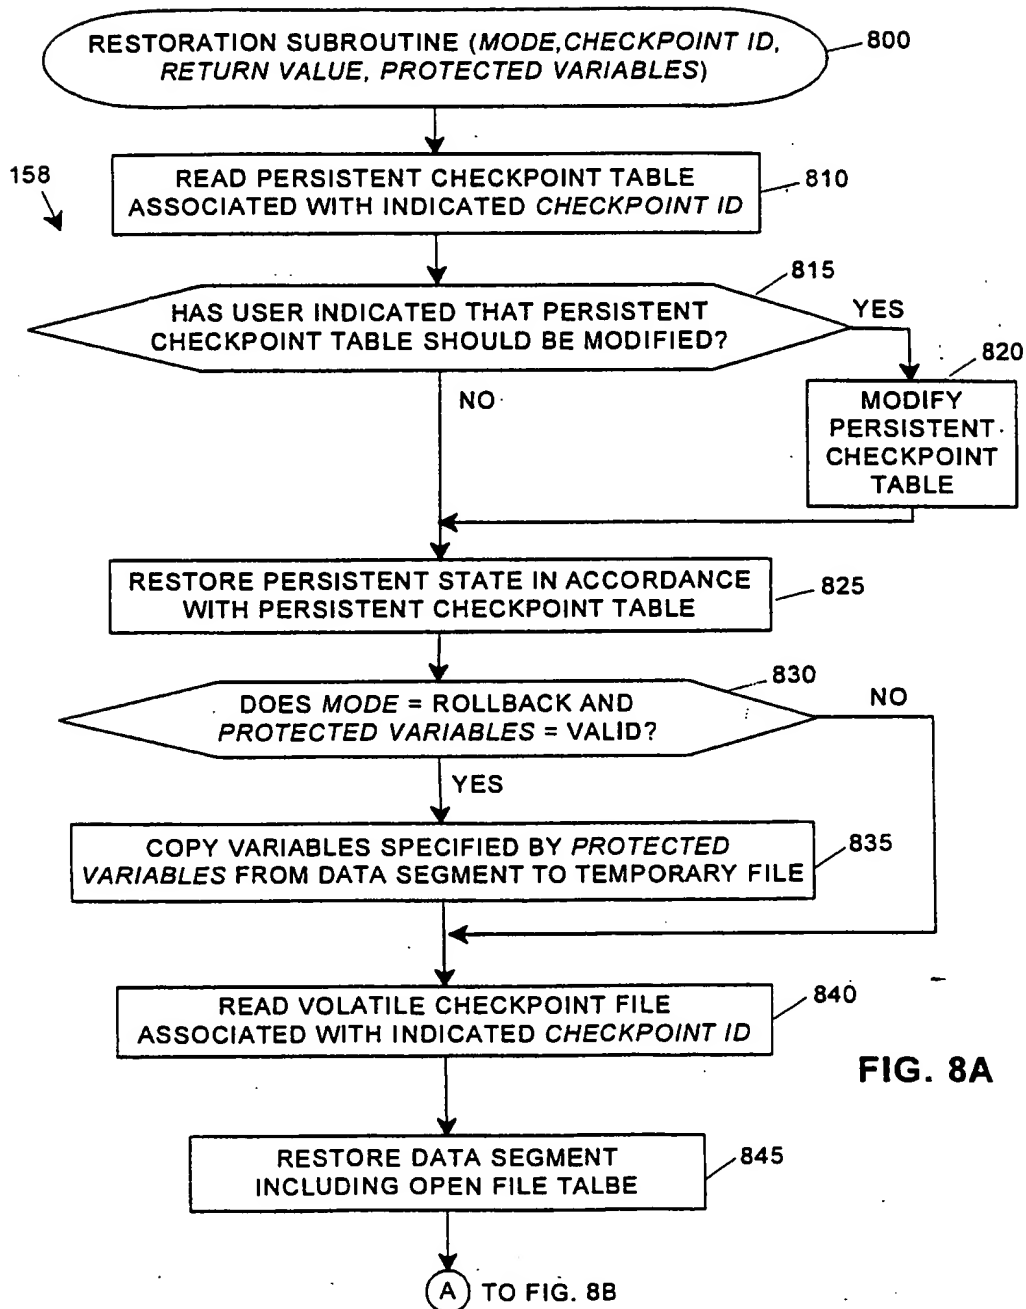 RESTORATION SUBROUTINE (MODE,CHECKPOINT ID,
RETURN VALUE, PROTECTED VARIABLES)
800
158
READ PERSISTENT CHECKPOINT TABLE
ASSOCIATED WITH INDICATED CHECKPOINT ID
810
815
HAS USER INDICATED THAT PERSISTENT
CHECKPOINT TABLE SHOULD BE MODIFIED?
YES
820
NO
MODIFY
PERSISTENT
CHECKPOINT
TABLE
RESTORE PERSISTENT STATE IN ACCORDANCE
WITH PERSISTENT CHECKPOINT TABLE
825
830
DOES MODE = ROLLBACK AND
PROTECTED VARIABLES = VALID?
NO
YES
COPY VARIABLES SPECIFIED BY PROTECTED
VARIABLES FROM DATA SEGMENT TO TEMPORARY FILE
835
READ VOLATILE CHECKPOINT FILE
ASSOCIATED WITH INDICATED CHECKPOINT ID
840
FIG. 8A
RESTORE DATA SEGMENT
INCLUDING OPEN FILE TALBE
845
A TO FIG. 8B